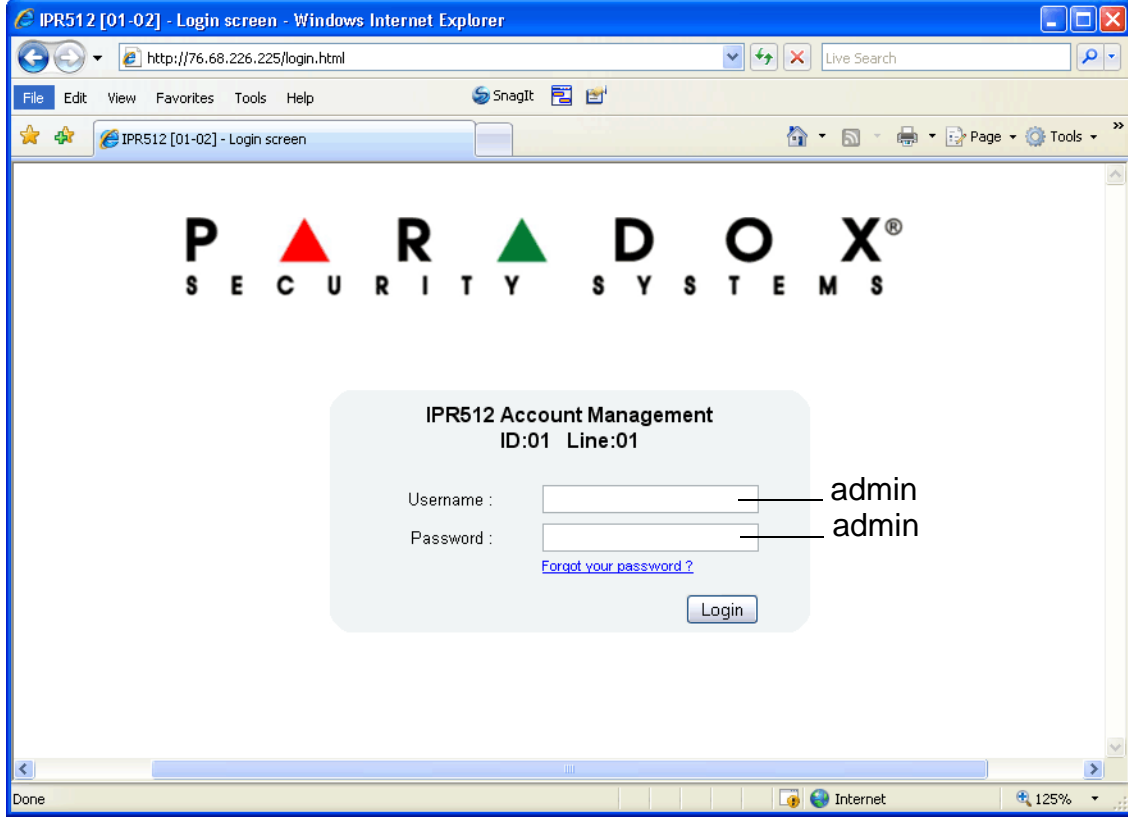 IPR512 [01-02] - Login screen - Windows Internet Explorer
http://76.68.226.225/login.html
Live Search
File Edit View Favorites Tools Help SnagIt
IPR512 [01-02] - Login screen
Page Tools »
P A R A D O X®
S E C U R I T Y S Y S T E M S
IPR512 Account Management
ID:01 Line:01
Username : admin
Password : admin
Forgot your password ?
Login
Done Internet 125%